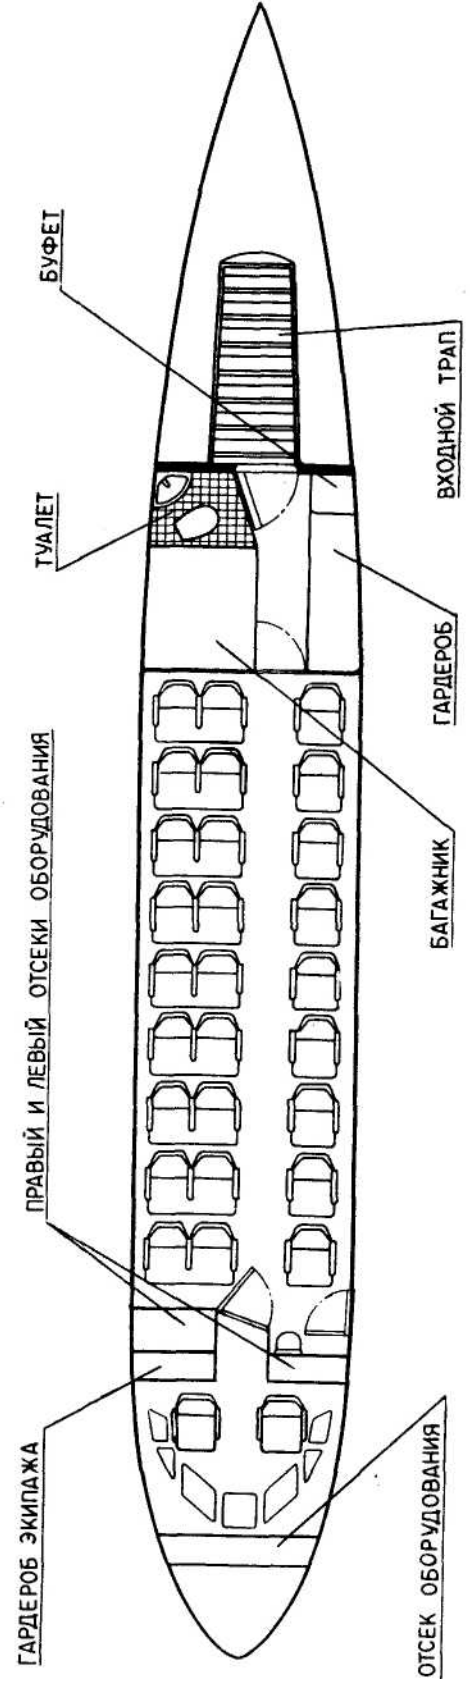 БУФЕТ
ВХОДНОЙ ТРАП
ТУАЛЕТ
ГАРДЕРОБ
БАГАЖНИК
ПРАВЫЙ И ЛЕВЫЙ ОТСЕКИ ОБОРУДОВАНИЯ
ГАРДЕРОБ ЭКИПАЖА
ОТСЕК ОБОРУДОВАНИЯ